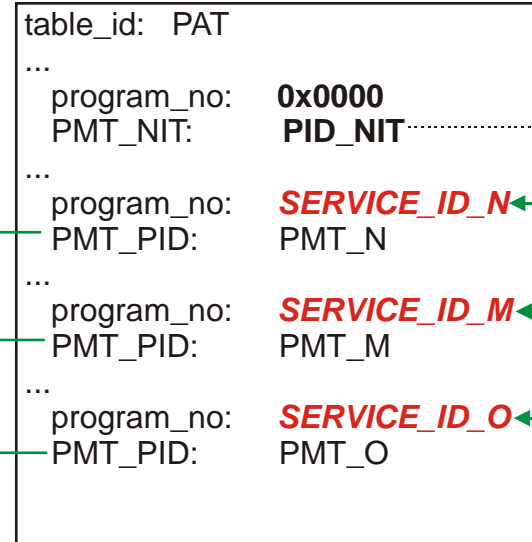 table_id: PAT
...
program_no: 0x0000
PMT_NIT: PID_NIT
...
program_no: SERVICE_ID_N
PMT_PID: PMT_N
...
program_no: SERVICE_ID_M
PMT_PID: PMT_M
...
program_no: SERVICE_ID_O
PMT_PID: PMT_O